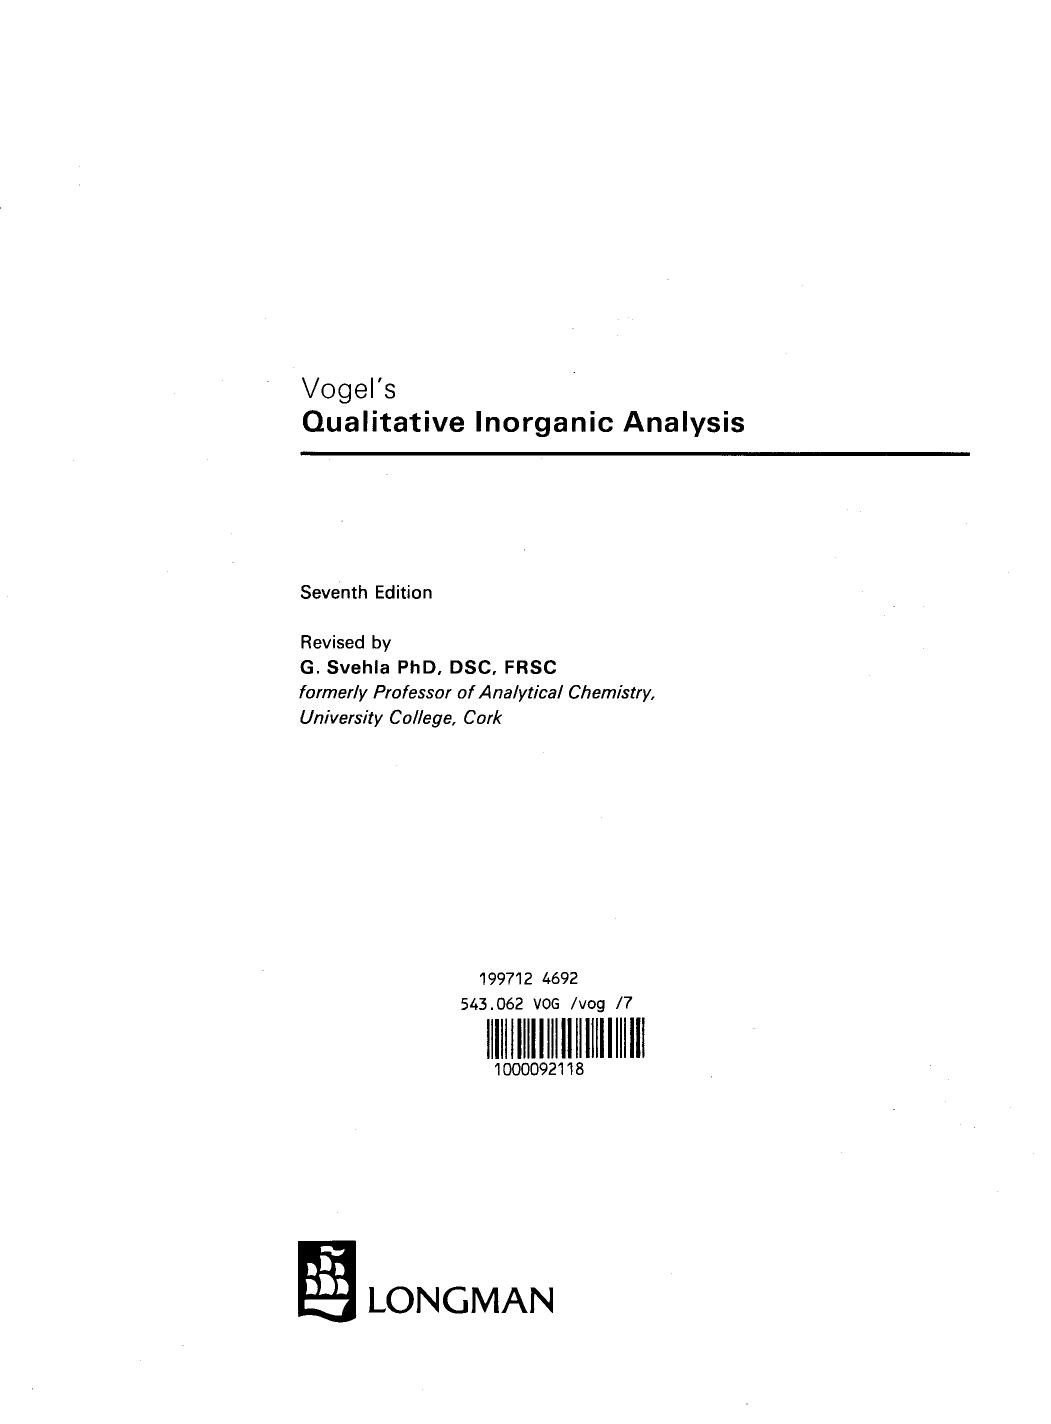 Vogel's
Qualitative Inorganic Analysis
Seventh Edition
Revised by
G. Svehla PhD, DSC, FRSC
formerly Professor of Analytical Chemistry,
University College, Cork
199712 4692
543.062 VOG /vog /7
1000092118
LONGMAN